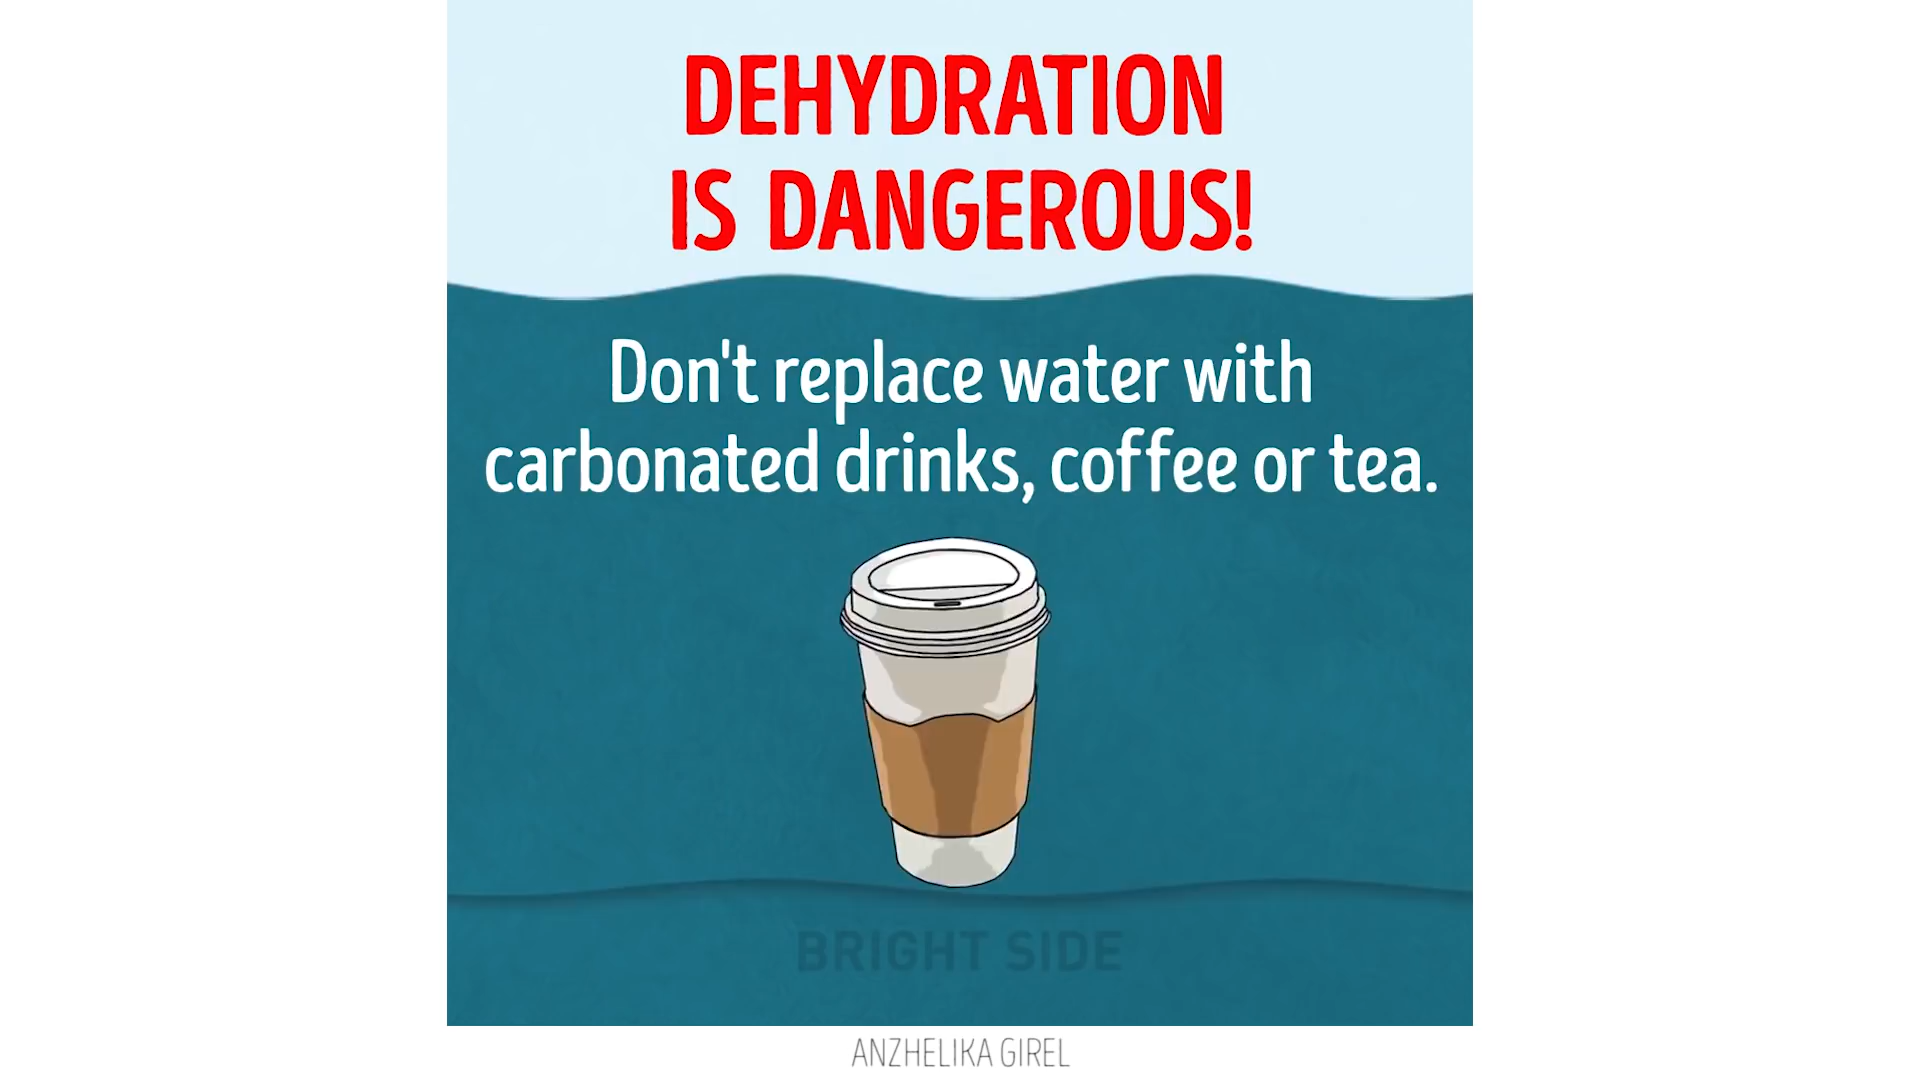 DEHYDRATION
IS DANGEROUS!
Don't replace water with
carbonated drinks, coffee or tea.
BRIGHT SIDE
ANZHELIKA GIREL